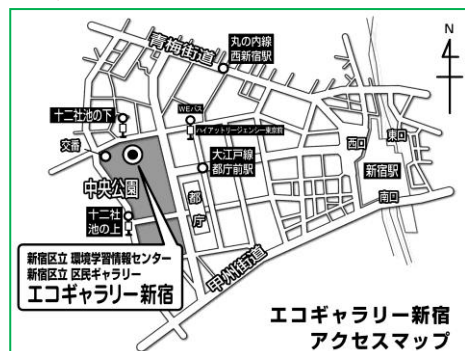 青梅街道
丸の内線
西新宿駅
N
十二社池の下
WEバス
ハイアットリージェンシー東京前
交番
大江戸線
都庁前駅
西口
東口
新宿駅
南口
中央公園
都庁
十二社
池の上
甲州街道
新宿区立 環境学習情報センター
新宿区立 区民ギャラリー
エコギャラリー新宿
エコギャラリー新宿
アクセスマップ